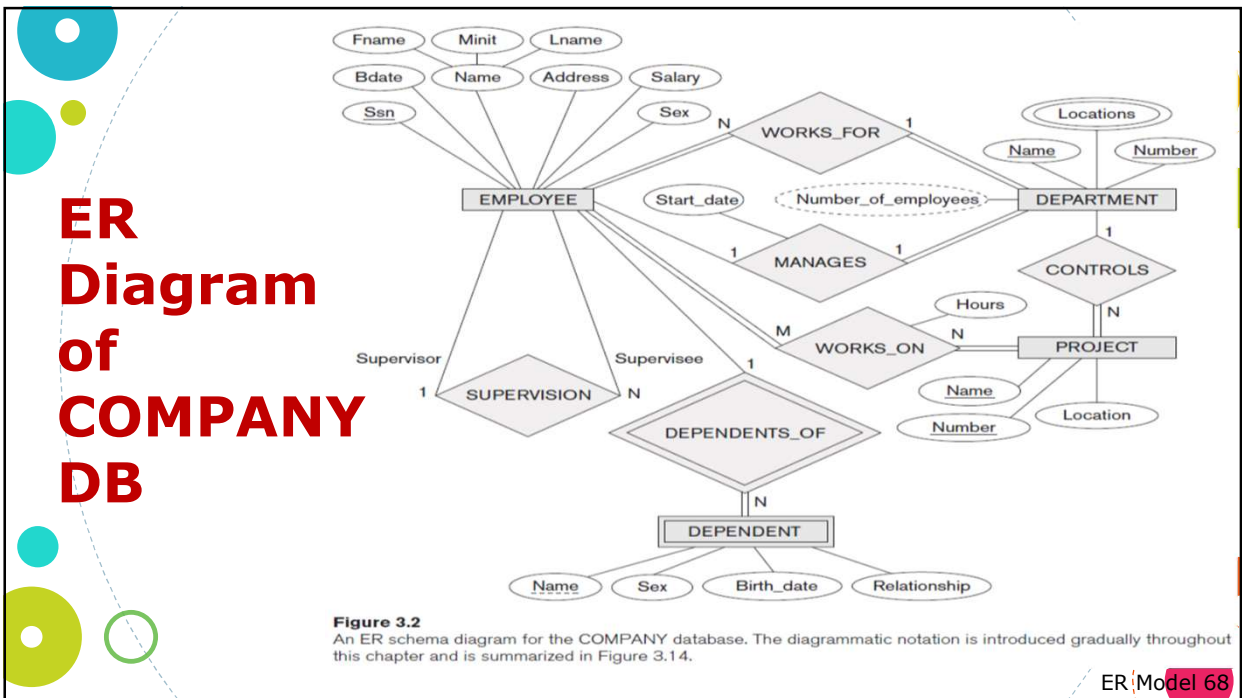 ER
Diagram
of
COMPANY
DB
Fname
Minit
Lname
Bdate
Name
Address
Salary
Ssn
Sex
N
WORKS_FOR
1
Locations
Name
Number
EMPLOYEE
Start_date
Number_of_employees
DEPARTMENT
1
MANAGES
1
1
CONTROLS
N
Hours
M
WORKS_ON
N
PROJECT
Name
Number
Location
Supervisor
Supervisee
1
SUPERVISION
N
1
DEPENDENTS_OF
N
DEPENDENT
Name
Sex
Birth_date
Relationship
Figure 3.2
An ER schema diagram for the COMPANY database. The diagrammatic notation is introduced gradually throughout
this chapter and is summarized in Figure 3.14.
ER Model 68